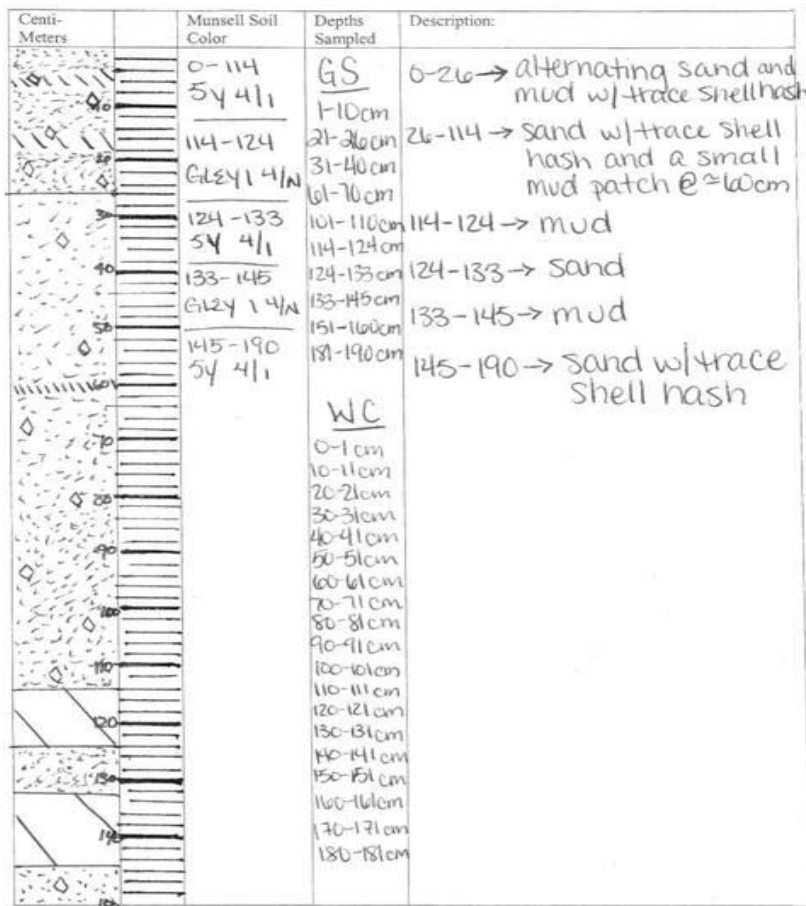 Centi-
Meters
Munsell Soil
Color
Depths
Sampled
Description:
10
20
30
40
50
60
70
80
90
100
110
120
130
140
150
0-114
5Y 4/1
114-124
GLEY 1 4/N
124-133
5Y 4/1
133-145
GLEY 1 4/N
145-190
5Y 4/1
GS
1-10cm
21-26cm
31-40cm
61-70cm
101-110cm
114-124cm
124-133cm
133-145cm
151-160cm
181-190cm
WC
0-1cm
10-11cm
20-21cm
30-31cm
40-41cm
50-51cm
60-61cm
70-71cm
80-81cm
90-91cm
100-101cm
110-111cm
120-121cm
130-131cm
140-141cm
150-151cm
160-161cm
170-171cm
180-181cm
0-26→ alternating sand and
mud w/trace shell hash
26-114→ sand w/trace shell
hash and a small
mud patch @≈60cm
114-124→ mud
124-133→ sand
133-145→ mud
145-190→ sand w/trace
shell hash